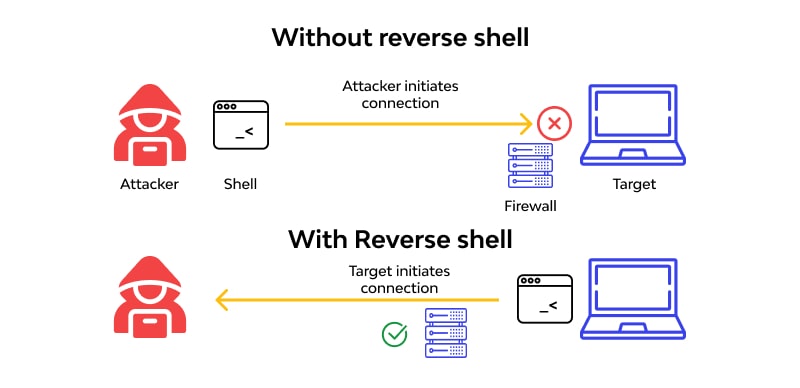 Without reverse shell
Attacker initiates
connection
_<
Attacker
Shell
Target
Firewall
With Reverse shell
Target initiates
connection
_<